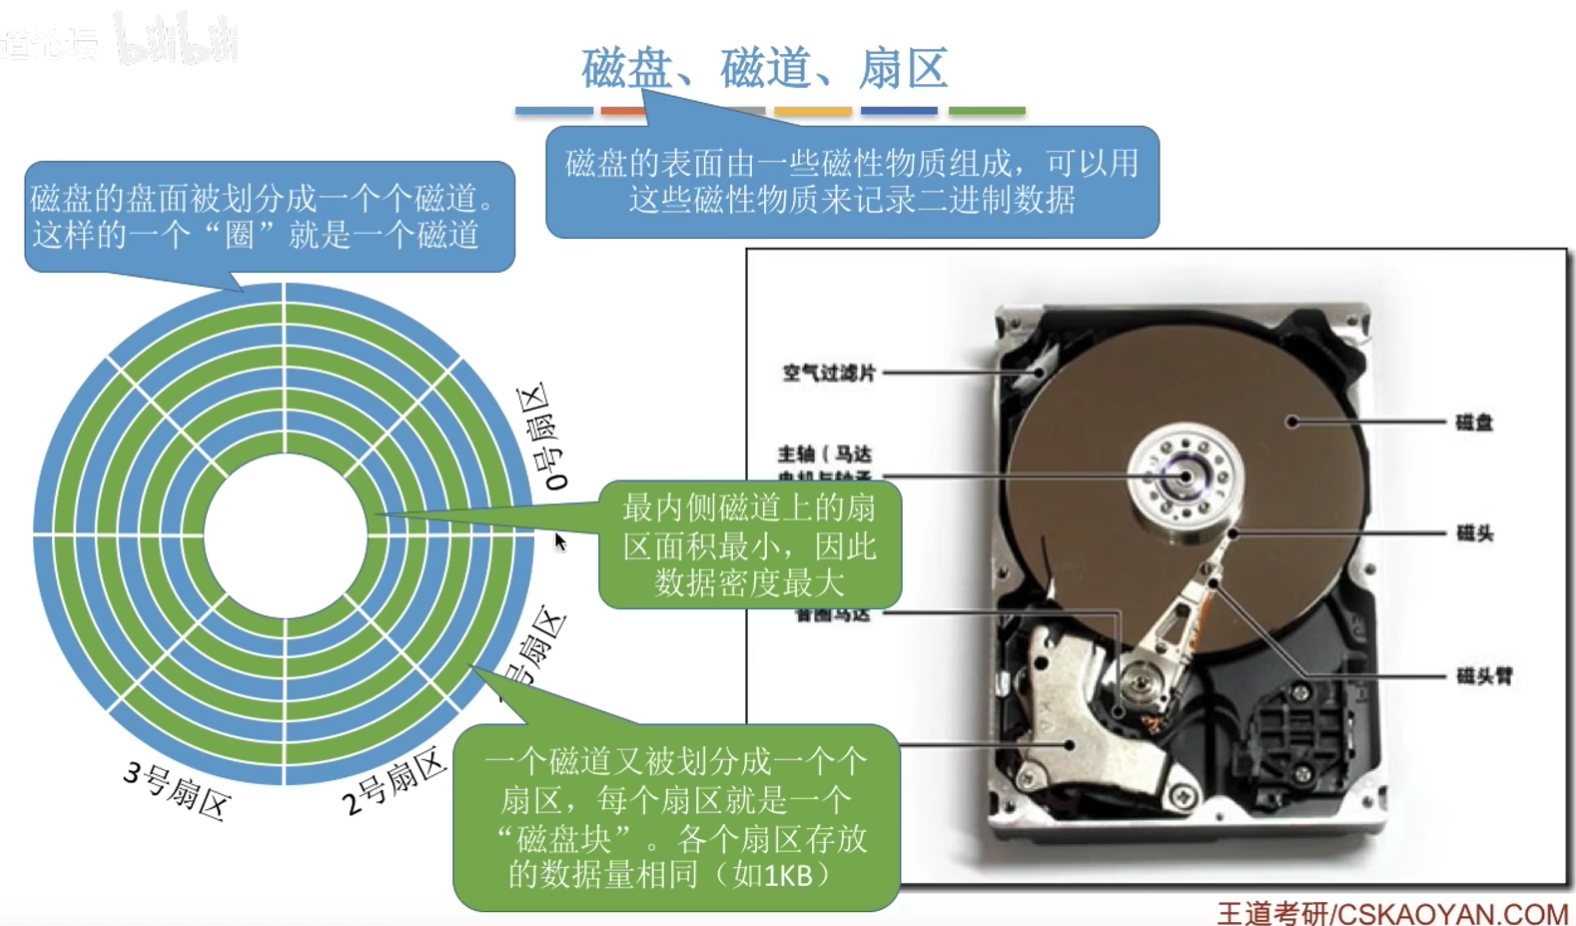 bilibili
磁盘、磁道、扇区
磁盘的表面由一些磁性物质组成，可以用
这些磁性物质来记录二进制数据
磁盘的盘面被划分成一个个磁道。
这样的一个“圈”就是一个磁道
0号扇区
号扇区
2号扇区
3号扇区
最内侧磁道上的扇
区面积最小，因此
数据密度最大
一个磁道又被划分成一个个
扇区，每个扇区就是一个
“磁盘块”。各个扇区存放
的数据量相同（如1KB）
空气过滤片
主轴（马达
音圈马达
磁盘
磁头
磁头臂
王道考研/CSKAOYAN.COM